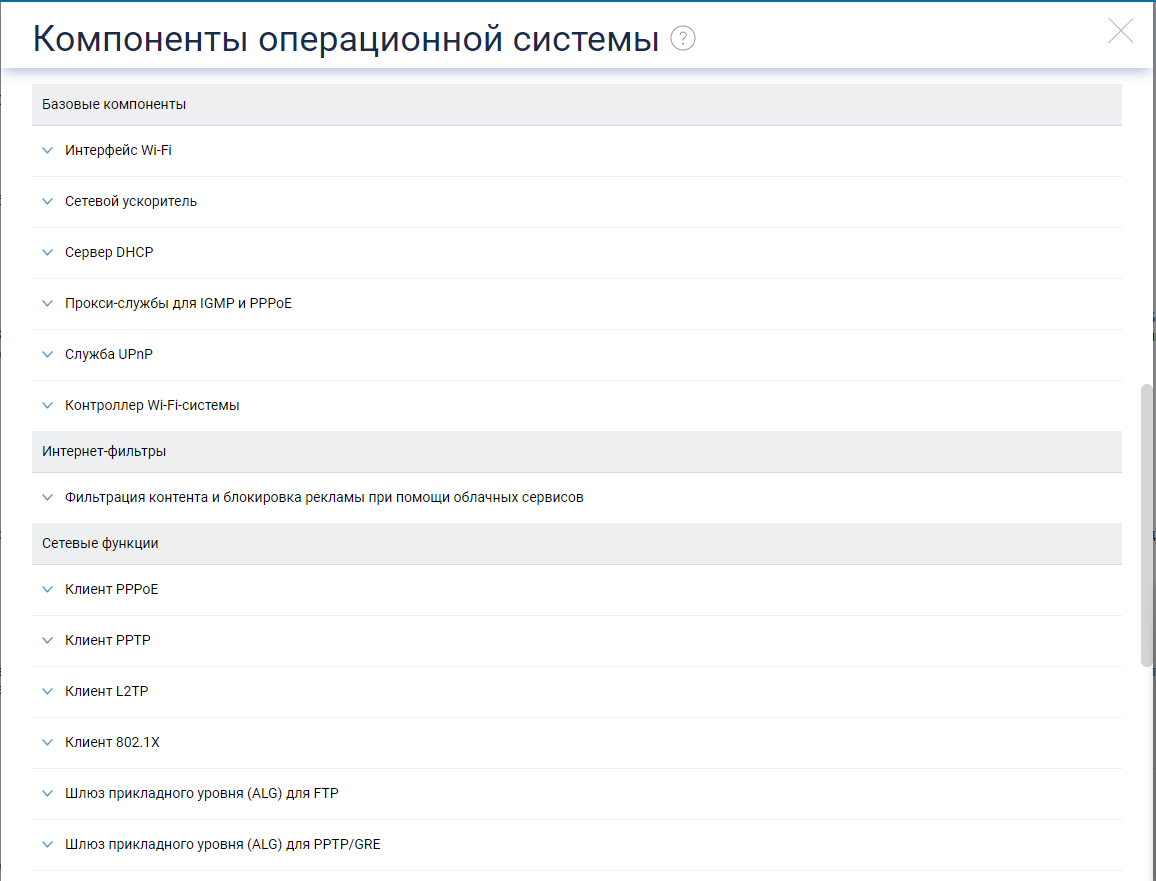 Компоненты операционной системы ?
Базовые компоненты
Интерфейс Wi-Fi
Сетевой ускоритель
Сервер DHCP
Прокси-службы для IGMP и PPPoE
Служба UPnP
Контроллер Wi-Fi-системы
Интернет-фильтры
Фильтрация контента и блокировка рекламы при помощи облачных сервисов
Сетевые функции
Клиент PPPoE
Клиент PPTP
Клиент L2TP
Клиент 802.1X
Шлюз прикладного уровня (ALG) для FTP
Шлюз прикладного уровня (ALG) для PPTP/GRE